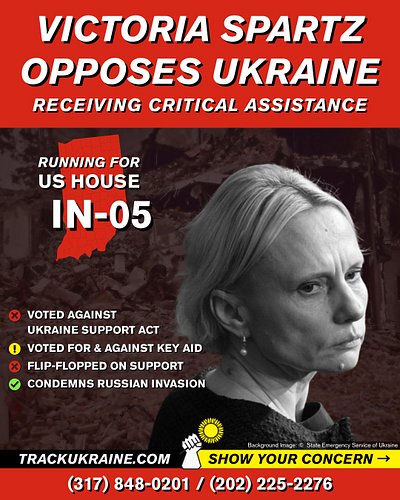 VICTORIA SPARTZ
OPPOSES UKRAINE
RECEIVING CRITICAL ASSISTANCE
RUNNING FOR
US HOUSE
IN-05
VOTED AGAINST
UKRAINE SUPPORT ACT
VOTED FOR & AGAINST KEY AID
FLIP-FLOPPED ON SUPPORT
CONDEMNS RUSSIAN INVASION
Background Image: © State Emergency Service of Ukraine
TRACKUKRAINE.COM
SHOW YOUR CONCERN →
(317) 848-0201 / (202) 225-2276